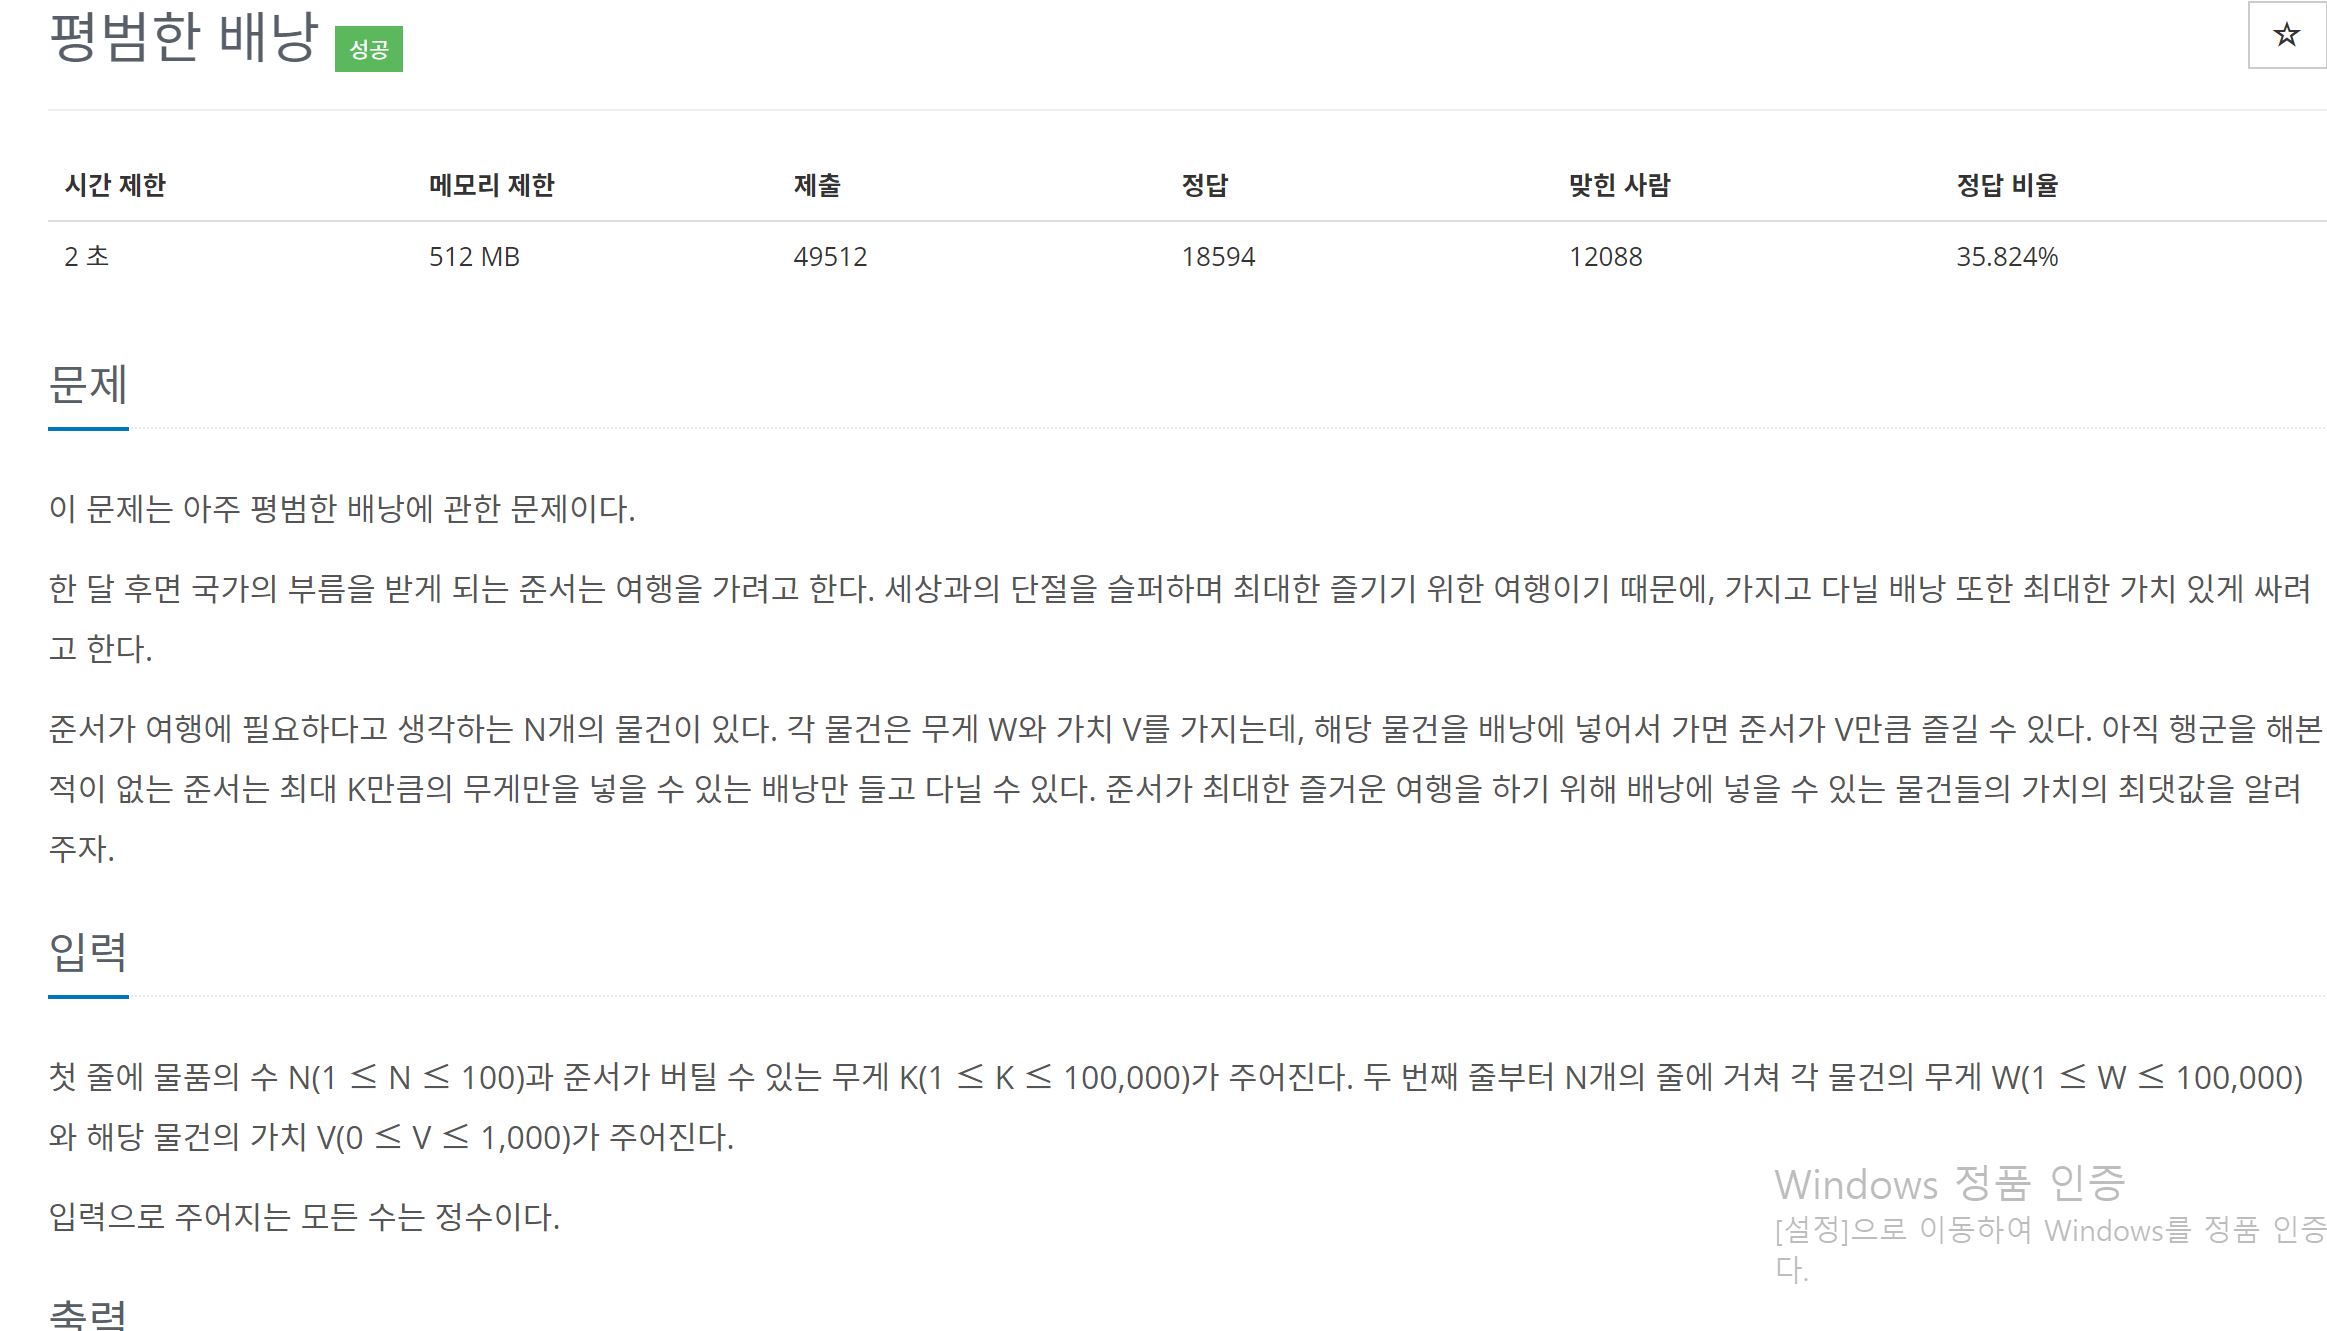 평범한 배낭 성공
시간 제한 메모리 제한 제출 정답 맞힌 사람 정답 비율
2 초 512 MB 49512 18594 12088 35.824%
문제
이 문제는 아주 평범한 배낭에 관한 문제이다.
한 달 후면 국가의 부름을 받게 되는 준서는 여행을 가려고 한다. 세상과의 단절을 슬퍼하며 최대한 즐기기 위한 여행이기 때문에, 가지고 다닐 배낭 또한 최대한 가치 있게 싸려
고 한다.
준서가 여행에 필요하다고 생각하는 N개의 물건이 있다. 각 물건은 무게 W와 가치 V를 가지는데, 해당 물건을 배낭에 넣어서 가면 준서가 V만큼 즐길 수 있다. 아직 행군을 해본
적이 없는 준서는 최대 K만큼의 무게만을 넣을 수 있는 배낭만 들고 다닐 수 있다. 준서가 최대한 즐거운 여행을 하기 위해 배낭에 넣을 수 있는 물건들의 가치의 최댓값을 알려
주자.
입력
첫 줄에 물품의 수 N(1 ≤ N ≤ 100)과 준서가 버틸 수 있는 무게 K(1 ≤ K ≤ 100,000)가 주어진다. 두 번째 줄부터 N개의 줄에 거쳐 각 물건의 무게 W(1 ≤ W ≤ 100,000)
와 해당 물건의 가치 V(0 ≤ V ≤ 1,000)가 주어진다.
입력으로 주어지는 모든 수는 정수이다.
Windows 정품 인증
[설정]으로 이동하여 Windows를 정품 인증
다.
출력